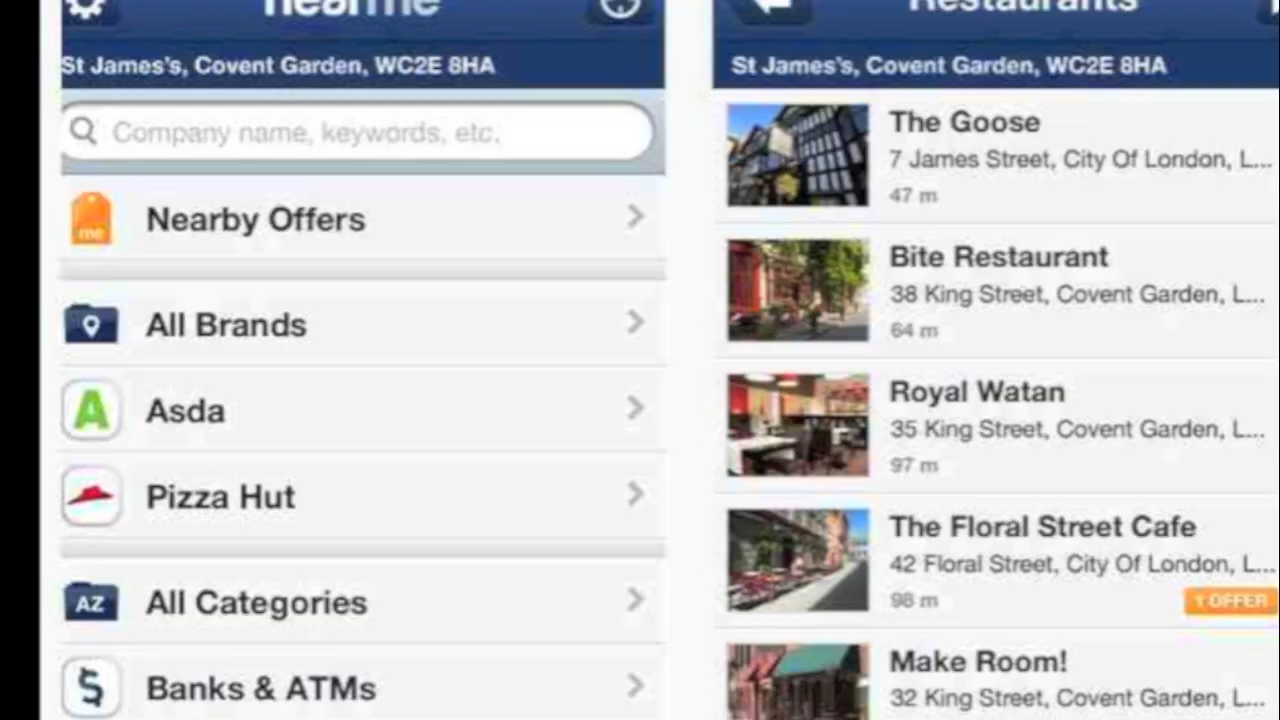 nearme
St James's, Covent Garden, WC2E 8HA
Company name, keywords, etc.
me
Nearby Offers
All Brands
Asda
Pizza Hut
AZ
All Categories
Banks & ATMs
Restaurants
St James's, Covent Garden, WC2E 8HA
The Goose
7 James Street, City Of London, L...
47 m
Bite Restaurant
38 King Street, Covent Garden, L...
64 m
Royal Watan
35 King Street, Covent Garden, L...
97 m
The Floral Street Cafe
42 Floral Street, City Of London, L...
98 m
1 OFFER
Make Room!
32 King Street, Covent Garden, L...